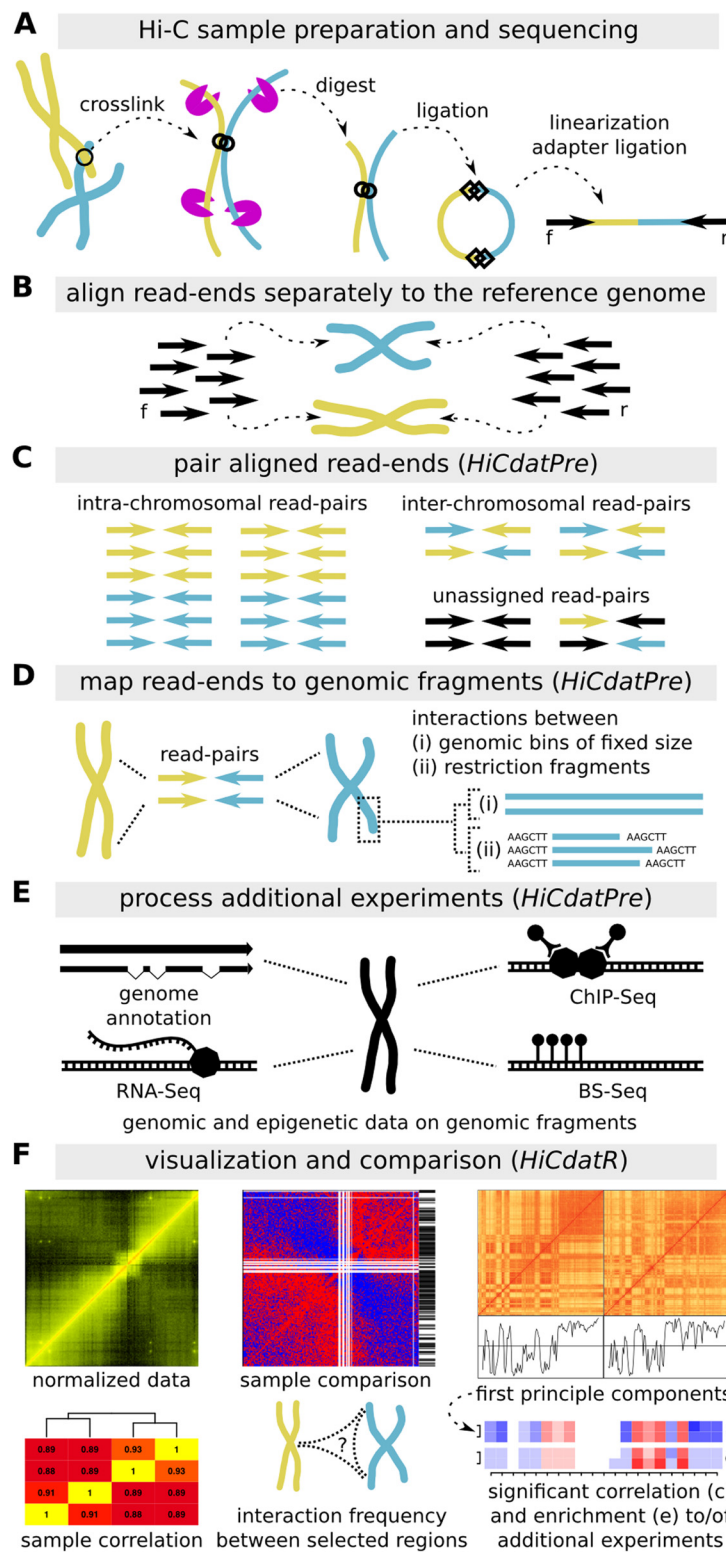 A
Hi-C sample preparation and sequencing
crosslink
digest
ligation
linearization
adapter ligation
f
r
B
align read-ends separately to the reference genome
f
r
C
pair aligned read-ends (HiCdatPre)
intra-chromosomal read-pairs
inter-chromosomal read-pairs
unassigned read-pairs
D
map read-ends to genomic fragments (HiCdatPre)
read-pairs
interactions between
(i) genomic bins of fixed size
(ii) restriction fragments
(i)
(ii)
AAGCTT AAGCTT
AAGCTT AAGCTT
AAGCTT AAGCTT
E
process additional experiments (HiCdatPre)
genome
annotation
ChIP-Seq
RNA-Seq
BS-Seq
genomic and epigenetic data on genomic fragments
F
visualization and comparison (HiCdatR)
normalized data
sample comparison
first principle components
0.89 0.89 0.93 1
0.88 0.89 1 0.93
0.91 1 0.89 0.89
1 0.91 0.88 0.89
sample correlation
?
interaction frequency
between selected regions
significant correlation (c
and enrichment (e) to/of
additional experiments